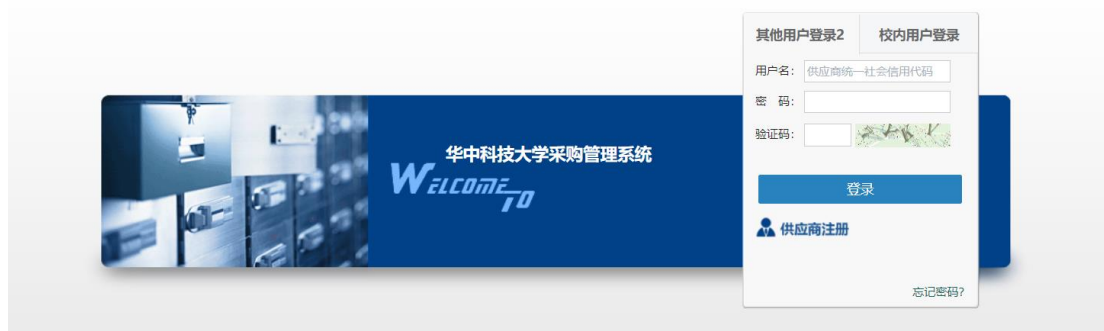 其他用户登录2
校内用户登录
用户名：
供应商统一社会信用代码
密 码：
验证码：
登录
供应商注册
忘记密码?
华中科技大学采购管理系统
WELCOME
TO